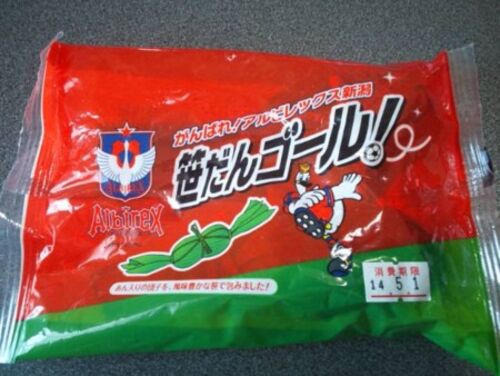 がんばれ!アルビレックス新潟
笹だんゴール!
ALBIREX
Albirex
あん入りの団子を、風味豊かな笹で包みました!
消費期限
14 5 1